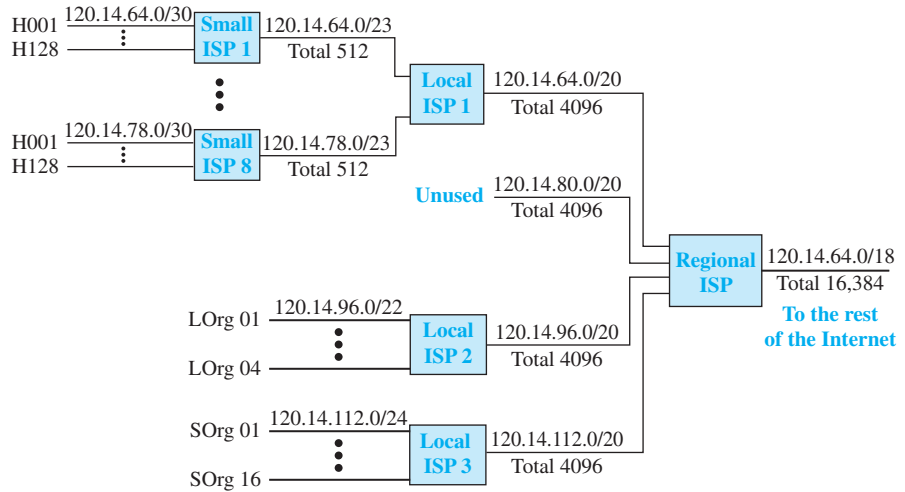 H001
120.14.64.0/30
H128
Small
ISP 1
120.14.64.0/23
Total 512
H001
120.14.78.0/30
H128
Small
ISP 8
120.14.78.0/23
Total 512
Local
ISP 1
120.14.64.0/20
Total 4096
Unused
120.14.80.0/20
Total 4096
LOrg 01
120.14.96.0/22
LOrg 04
Local
ISP 2
120.14.96.0/20
Total 4096
SOrg 01
120.14.112.0/24
SOrg 16
Local
ISP 3
120.14.112.0/20
Total 4096
Regional
ISP
120.14.64.0/18
Total 16,384
To the rest
of the Internet